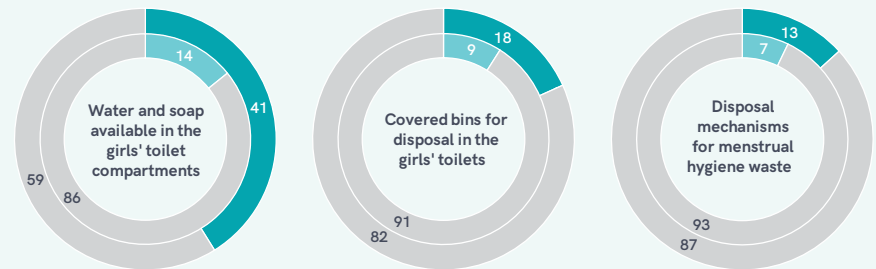 14
41
Water and soap
available in the
girls' toilet
compartments
59
86
18
9
Covered bins for
disposal in the
girls' toilets
91
82
13
7
Disposal
mechanisms
for menstrual
hygiene waste
93
87